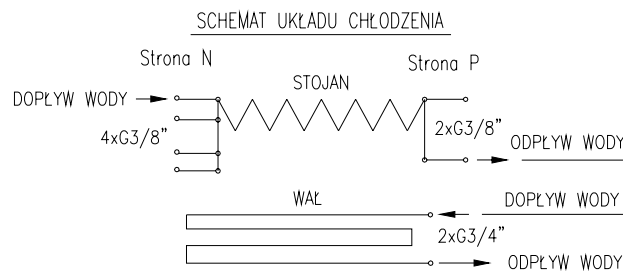 SCHEMAT UKŁADU CHŁODZENIA
Strona N
Strona P
STOJAN
DOPŁYW WODY
4xG3/8"
2xG3/8"
ODPŁYW WODY
WAŁ
DOPŁYW WODY
2xG3/4"
ODPŁYW WODY